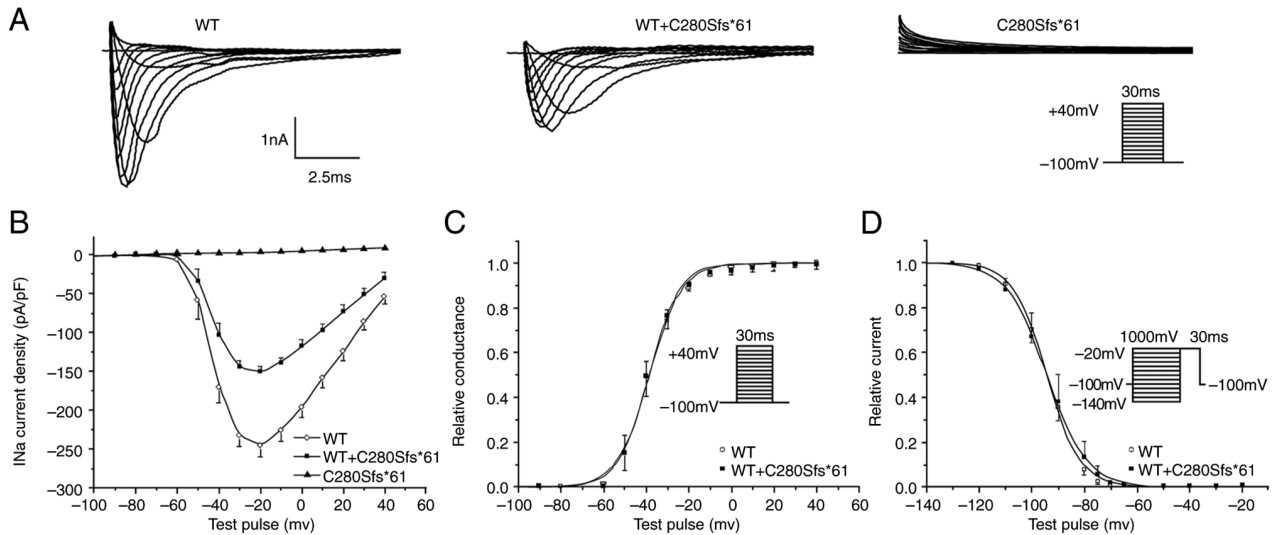 A
WT
WT+C280Sfs*61
C280Sfs*61
1nA
2.5ms
30ms
+40mV
−100mV
B
0
−50
−100
−150
−200
−250
−300
INa current density (pA/pF)
−100
−80
−60
−40
−20
0
20
40
60
Test pulse (mv)
WT
WT+C280Sfs*61
C280Sfs*61
C
1.0
0.8
0.6
0.4
0.2
0.0
Relative conductance
−100
−80
−60
−40
−20
0
20
40
60
Test pulse (mv)
30ms
+40mV
−100mV
WT
WT+C280Sfs*61
D
1.0
0.8
0.6
0.4
0.2
0.0
Relative current
−140
−120
−100
−80
−60
−40
−20
Test pulse (mv)
1000mV 30ms
−20mV
−100mV
−100mV
−140mV
WT
WT+C280Sfs*61